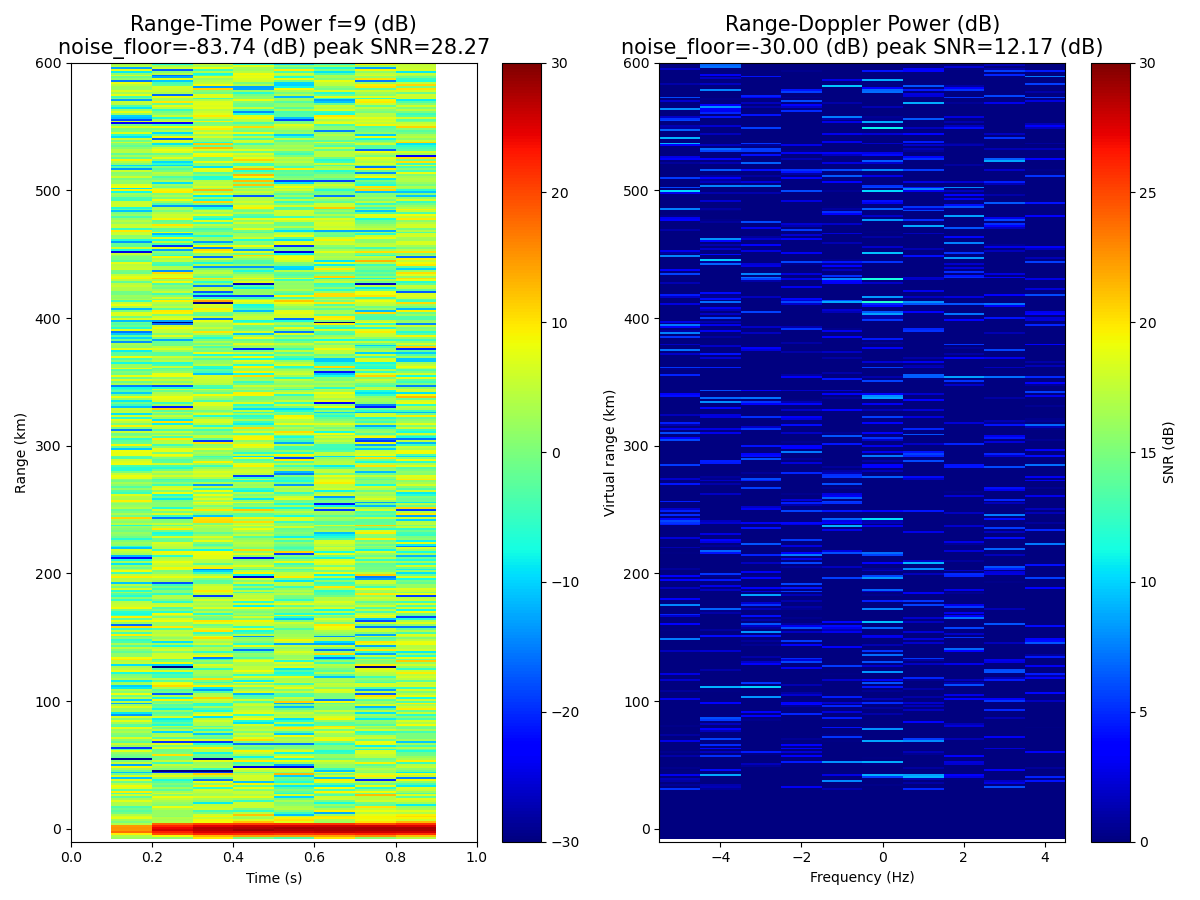 Range-Time Power f=9 (dB)
noise_floor=-83.74 (dB) peak SNR=28.27
600
500
400
300
200
100
0
Range (km)
0.0 0.2 0.4 0.6 0.8 1.0
Time (s)
30
20
10
0
−10
−20
−30
Range-Doppler Power (dB)
noise_floor=-30.00 (dB) peak SNR=12.17 (dB)
600
500
400
300
200
100
0
Virtual range (km)
−4 −2 0 2 4
Frequency (Hz)
30
25
20
15
10
5
0
SNR (dB)